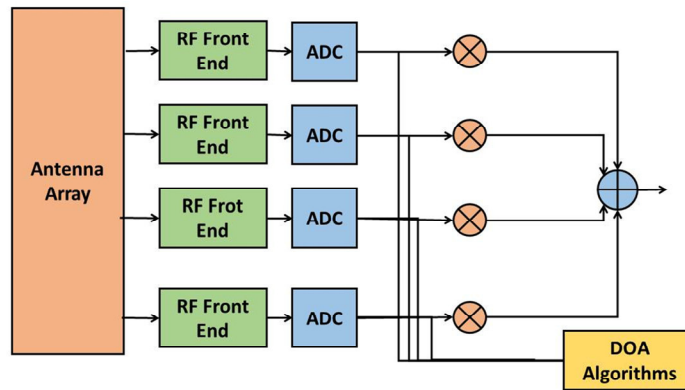 RF Front
End
ADC
RF Front
End
ADC
Antenna
Array
RF Frot
End
ADC
RF Front
End
ADC
DOA
Algorithms